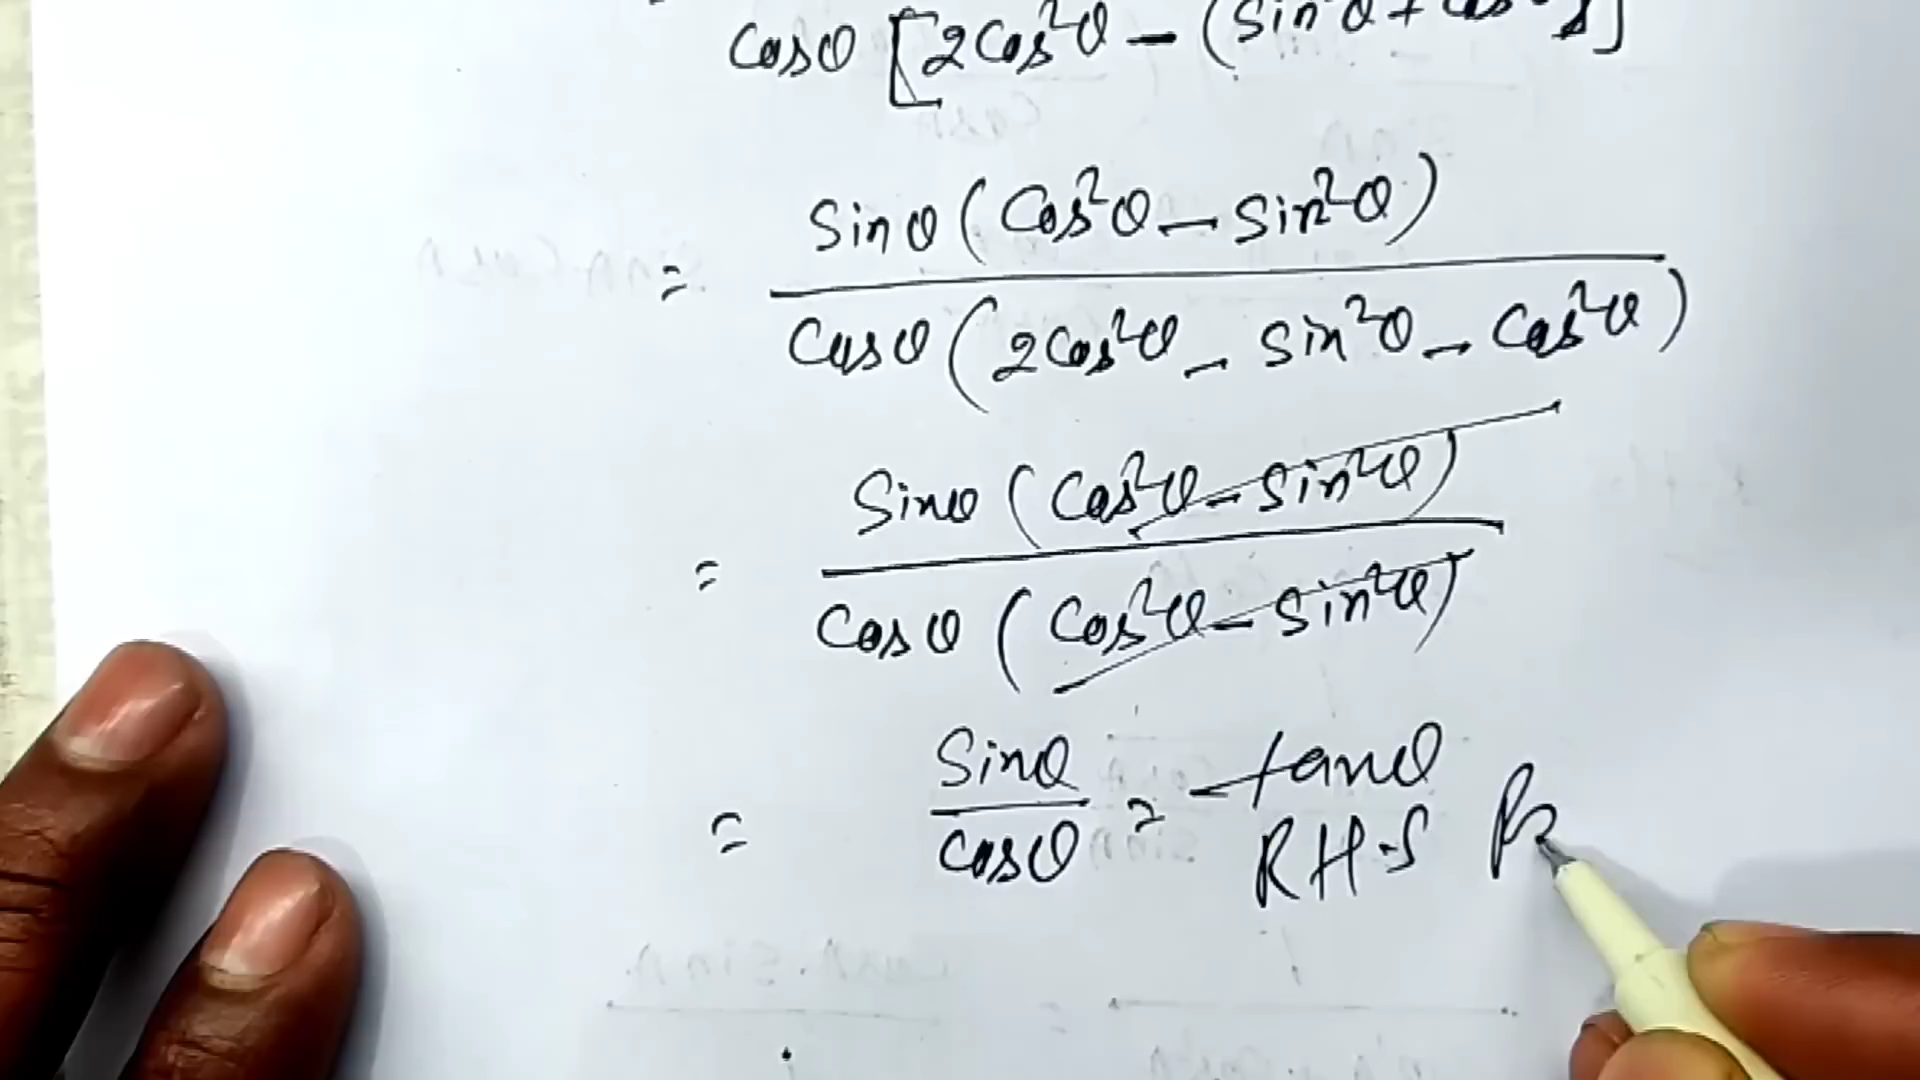 Cosθ [2Cos²θ - (Sin²θ + Cos²θ)]
Sinθ (Cos²θ - Sin²θ)
=
Cosθ (2Cos²θ - Sin²θ - Cos²θ)
Sinθ (Cos²θ - Sin²θ)
=
Cosθ (Cos²θ - Sin²θ)
= Sinθ / Cosθ = tanθ
RH.S